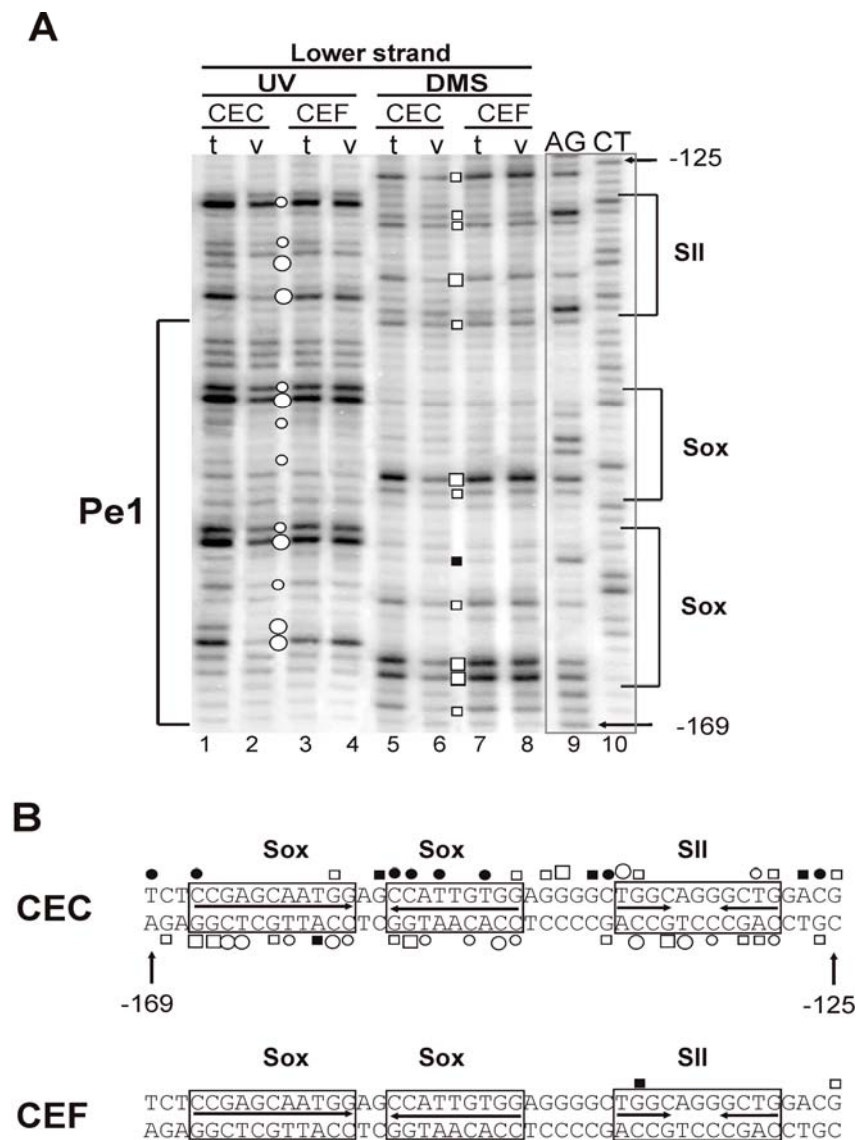 A
Lower strand
UV DMS
CEC CEF CEC CEF
t v t v t v t v AG CT
-125
SII
Sox
Pe1
Sox
-169
1 2 3 4 5 6 7 8 9 10
B
Sox Sox SII
CEC
TCTCCGAGCAATGGAGCCATTGTGGAGGGGCTGGCAGGGCTGGACG
AGAGGCTCGTTACCTCGGTAACACCTCCCCGACCGTCCCGACCTGC
-169 -125
Sox Sox SII
CEF
TCTCCGAGCAATGGAGCCATTGTGGAGGGGCTGGCAGGGCTGGACG
AGAGGCTCGTTACCTCGGTAACACCTCCCCGACCGTCCCGACCTGC